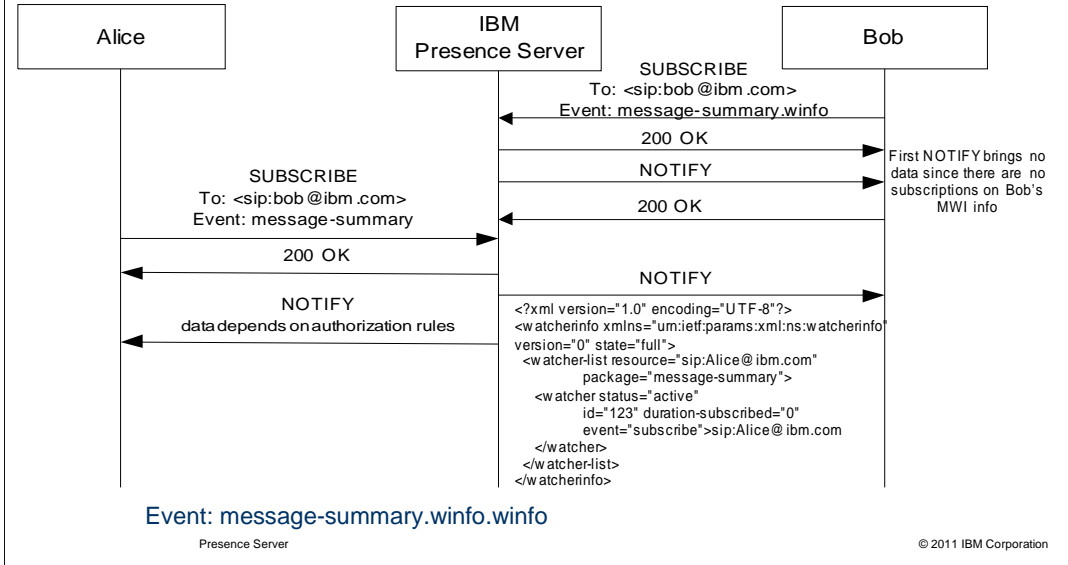 Alice
IBM
Presence Server
Bob
SUBSCRIBE
To: <sip:bob@ibm.com>
Event: message-summary.winfo
200 OK
NOTIFY
First NOTIFY brings no
data since there are no
subscriptions on Bob's
MWI info
200 OK
SUBSCRIBE
To: <sip:bob@ibm.com>
Event: message-summary
200 OK
NOTIFY
NOTIFY
data depends on authorization rules
<?xml version="1.0" encoding="UTF-8"?>
<watcherinfo xmlns="urn:ietf:params:xml:ns:watcherinfo"
version="0" state="full">
<watcher-list resource="sip:Alice@ibm.com"
package="message-summary">
<watcher status="active"
id="123" duration-subscribed="0"
event="subscribe">sip:Alice@ibm.com
</watcher>
</watcher-list>
</watcherinfo>
Event: message-summary.winfo.winfo
Presence Server
© 2011 IBM Corporation